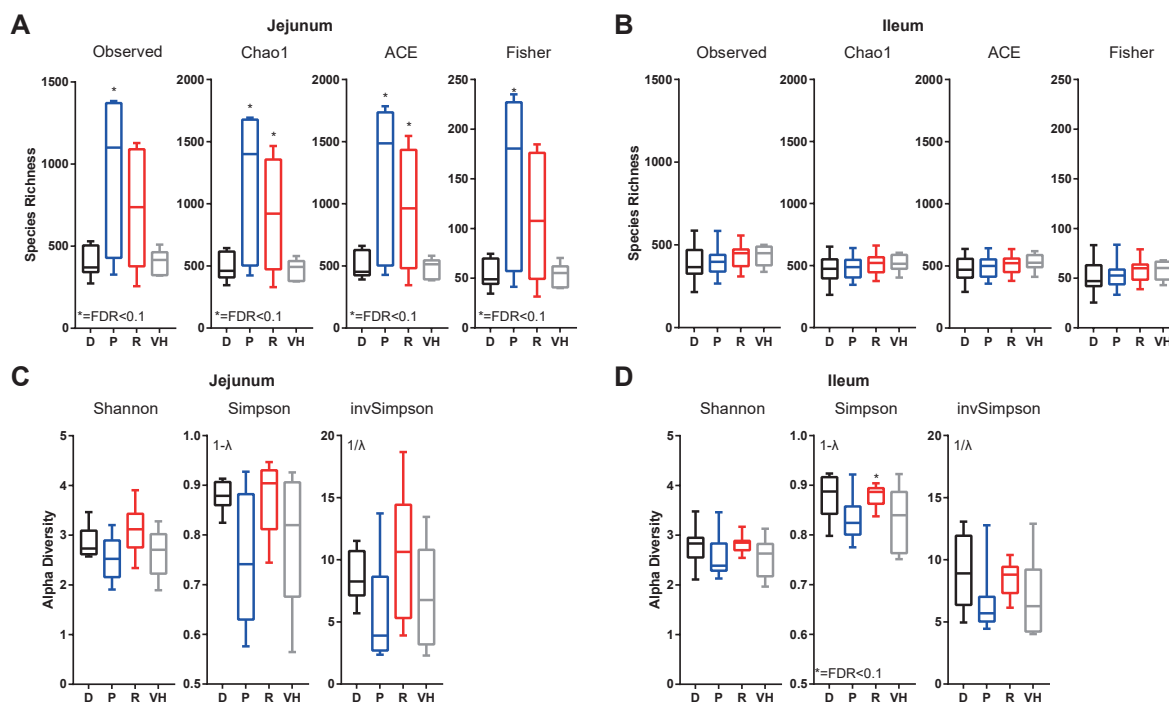 A Jejunum
Observed Chao1 ACE Fisher
Species Richness
1500
1000
500
0
*
*=FDR<0.1
D P R VH
2000
1500
1000
500
0
* *
*=FDR<0.1
D P R VH
2000
1500
1000
500
0
* *
*=FDR<0.1
D P R VH
250
200
150
100
50
0
*
*=FDR<0.1
D P R VH
B Ileum
Observed Chao1 ACE Fisher
Species Richness
1500
1000
500
0
D P R VH
2000
1500
1000
500
0
D P R VH
2000
1500
1000
500
0
D P R VH
250
200
150
100
50
0
D P R VH
C Jejunum
Shannon Simpson invSimpson
Alpha Diversity
5
4
3
2
1
0
D P R VH
1.0
0.9
0.8
0.7
0.6
0.5
1-λ
D P R VH
20
15
10
5
0
1/λ
D P R VH
D Ileum
Shannon Simpson invSimpson
Alpha Diversity
5
4
3
2
1
0
D P R VH
1.0
0.9
0.8
0.7
0.6
0.5
1-λ
*
*=FDR<0.1
D P R VH
20
15
10
5
0
1/λ
D P R VH